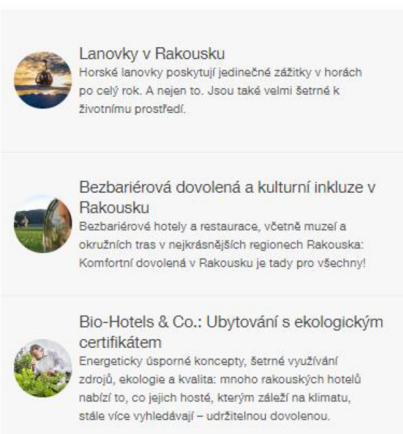 Lanovky v Rakousku
Horské lanovky poskytují jedinečné zážitky v horách
po celý rok. A nejen to. Jsou také velmi šetrné k
životnímu prostředí.
Bezbariérová dovolená a kulturní inkluze v
Rakousku
Bezbariérové hotely a restaurace, včetně muzeí a
okružních tras v nejkrásnějších regionech Rakouska:
Komfortní dovolená v Rakousku je tady pro všechny!
Bio-Hotels & Co.: Ubytování s ekologickým
certifikátem
Energeticky úsporné koncepty, šetrné využívání
zdrojů, ekologie a kvalita: mnoho rakouských hotelů
nabízí to, co jejich hosté, kterým záleží na klimatu,
stále více vyhledávají – udržitelnou dovolenou.